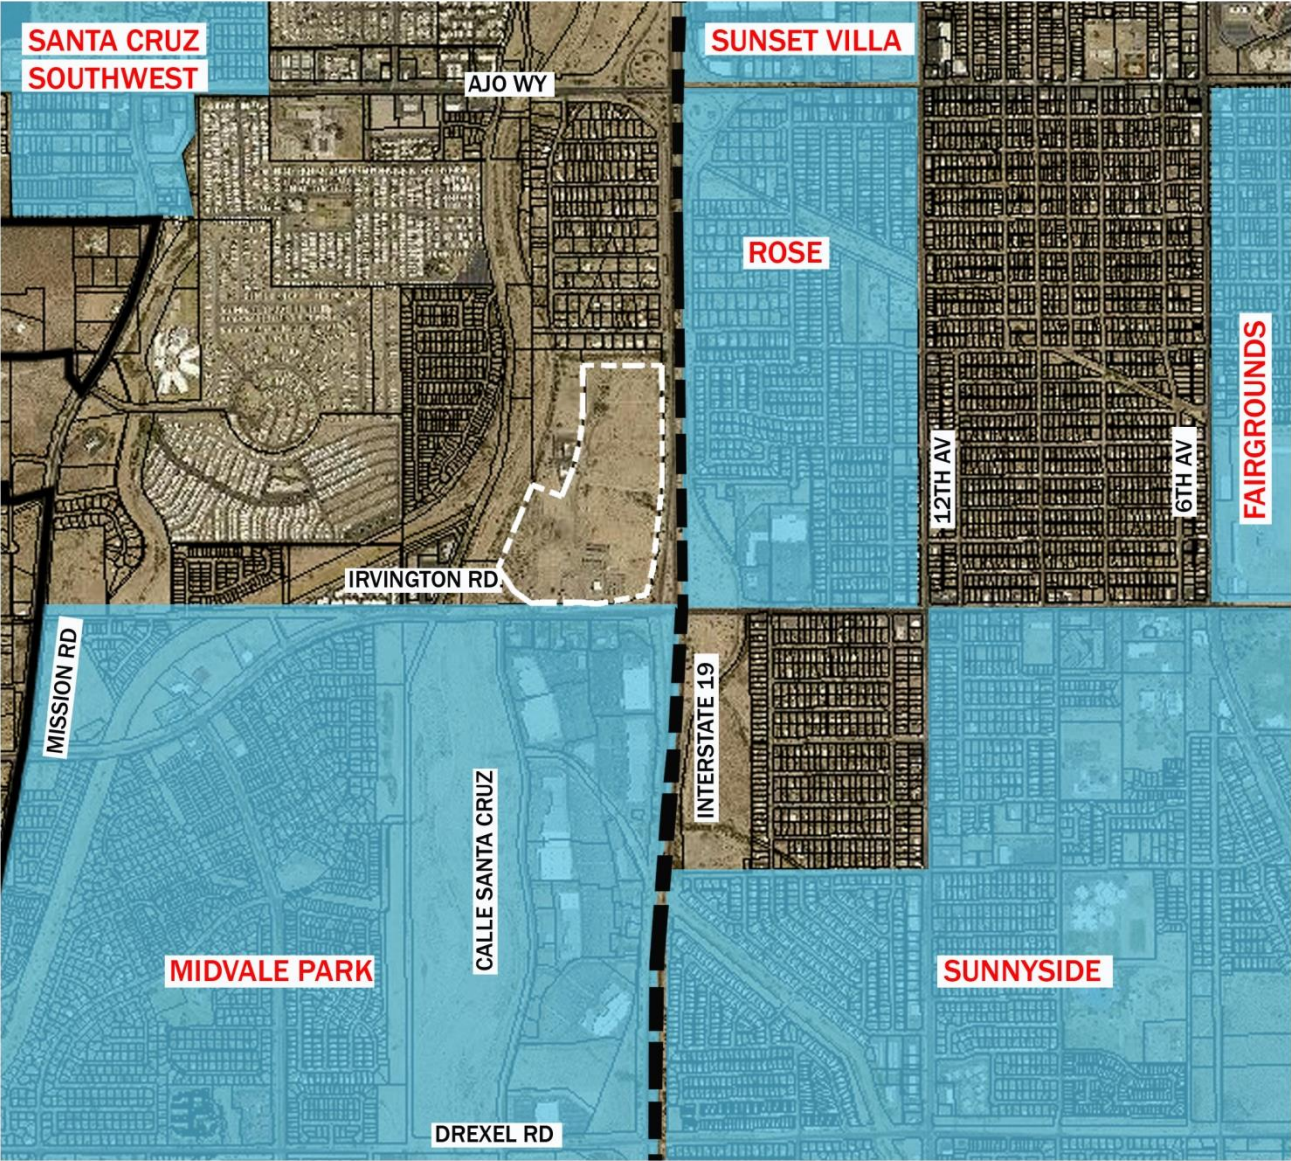 SANTA CRUZ
SOUTHWEST
SUNSET VILLA
AJO WY
ROSE
FAIRGROUNDS
12TH AV
6TH AV
IRVINGTON RD
MISSION RD
INTERSTATE 19
CALLE SANTA CRUZ
MIDVALE PARK
SUNNYSIDE
DREXEL RD